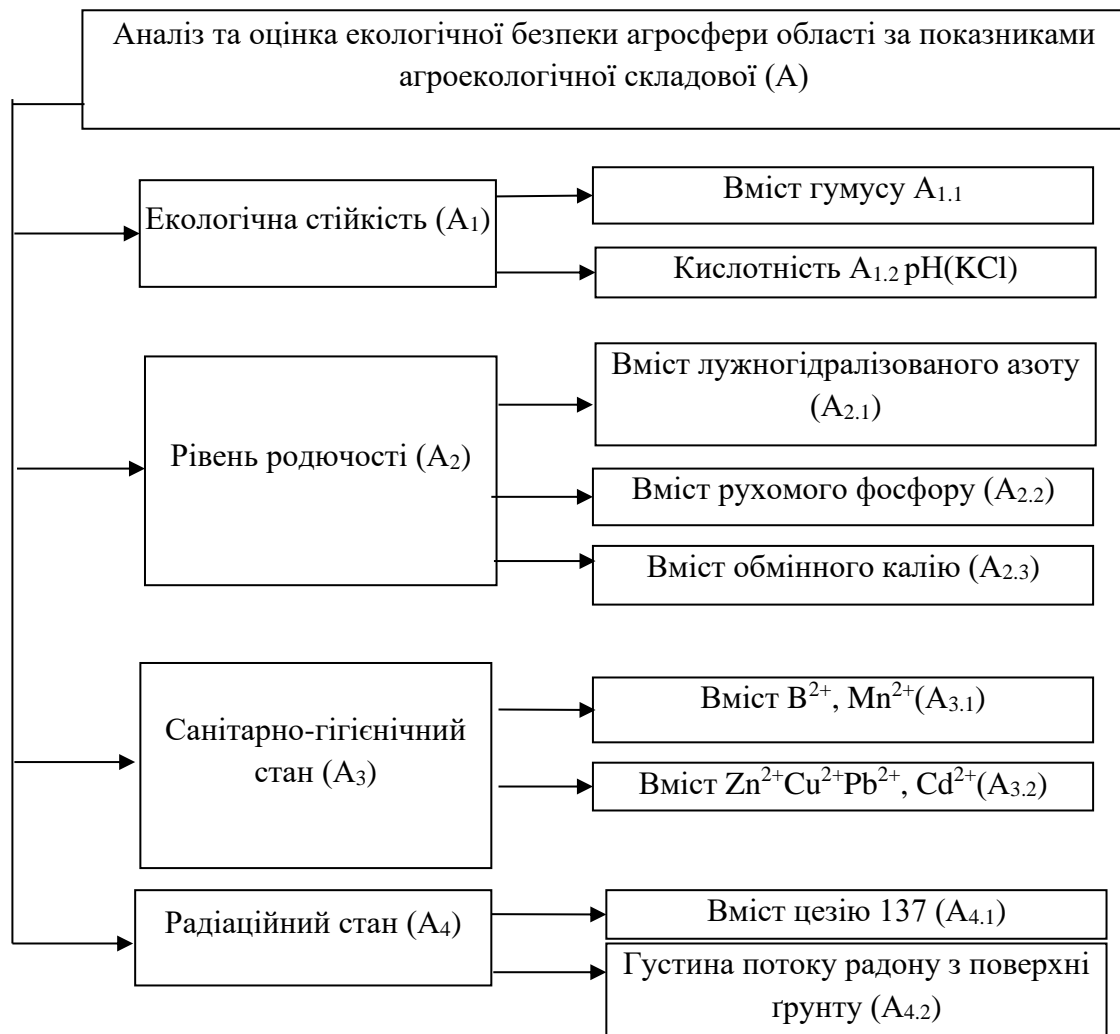 Аналіз та оцінка екологічної безпеки агросфери області за показниками
агроекологічної складової (А)
Екологічна стійкість (А₁)
Вміст гумусу А₁.₁
Кислотність А₁.₂ рН(KCl)
Рівень родючості (А₂)
Вміст лужногідралізованого азоту
(А₂.₁)
Вміст рухомого фосфору (А₂.₂)
Вміст обмінного калію (А₂.₃)
Санітарно-гігієнічний
стан (А₃)
Вміст B²⁺, Mn²⁺(А₃.₁)
Вміст Zn²⁺Cu²⁺Pb²⁺, Cd²⁺(А₃.₂)
Радіаційний стан (А₄)
Вміст цезію 137 (А₄.₁)
Густина потоку радону з поверхні
ґрунту (А₄.₂)